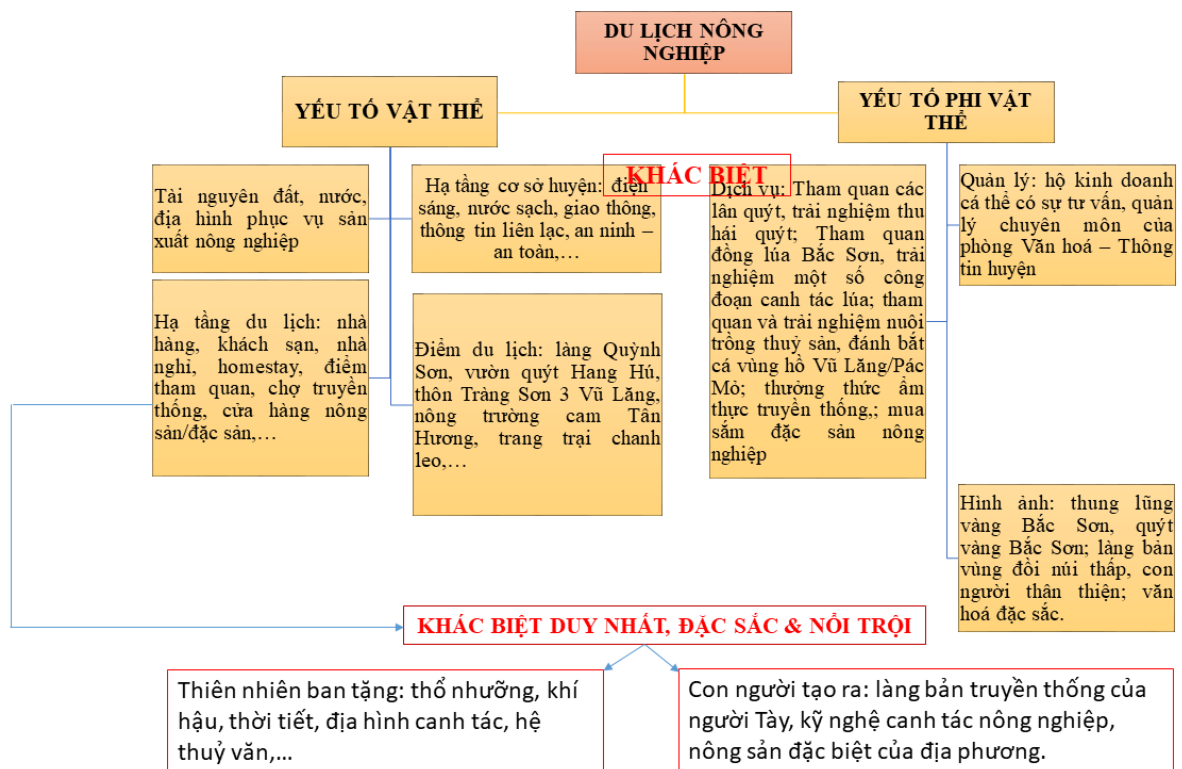 DU LỊCH NÔNG
NGHIỆP
YẾU TỐ VẬT THỂ
YẾU TỐ PHI VẬT
THỂ
Tài nguyên đất, nước,
địa hình phục vụ sản
xuất nông nghiệp
Hạ tầng cơ sở huyện: điện
sáng, nước sạch, giao thông,
thông tin liên lạc, an ninh –
an toàn,…
KHÁC BIỆT
Dịch vụ: Tham quan các
lân quýt, trải nghiệm thu
hái quýt; Tham quan
đồng lúa Bắc Sơn, trải
nghiệm một số công
đoạn canh tác lúa; tham
quan và trải nghiệm nuôi
trồng thuỷ sản, đánh bắt
cá vùng hồ Vũ Lăng/Pác
Mỏ; thưởng thức ẩm
thực truyền thống,; mua
sắm đặc sản nông
nghiệp
Quản lý: hộ kinh doanh
cá thể có sự tư vấn, quản
lý chuyên môn của
phòng Văn hoá – Thông
tin huyện
Hạ tầng du lịch: nhà
hàng, khách sạn, nhà
nghỉ, homestay, điểm
tham quan, chợ truyền
thống, cửa hàng nông
sản/đặc sản,…
Điểm du lịch: làng Quỳnh
Sơn, vườn quýt Hang Hú,
thôn Tràng Sơn 3 Vũ Lăng,
nông trường cam Tân
Hương, trang trại chanh
leo,…
Hình ảnh: thung lũng
vàng Bắc Sơn, quýt
vàng Bắc Sơn; làng bản
vùng đồi núi thấp, con
người thân thiện; văn
hoá đặc sắc.
KHÁC BIỆT DUY NHẤT, ĐẶC SẮC & NỔI TRỘI
Thiên nhiên ban tặng: thổ nhưỡng, khí
hậu, thời tiết, địa hình canh tác, hệ
thuỷ văn,…
Con người tạo ra: làng bản truyền thống của
người Tày, kỹ nghệ canh tác nông nghiệp,
nông sản đặc biệt của địa phương.